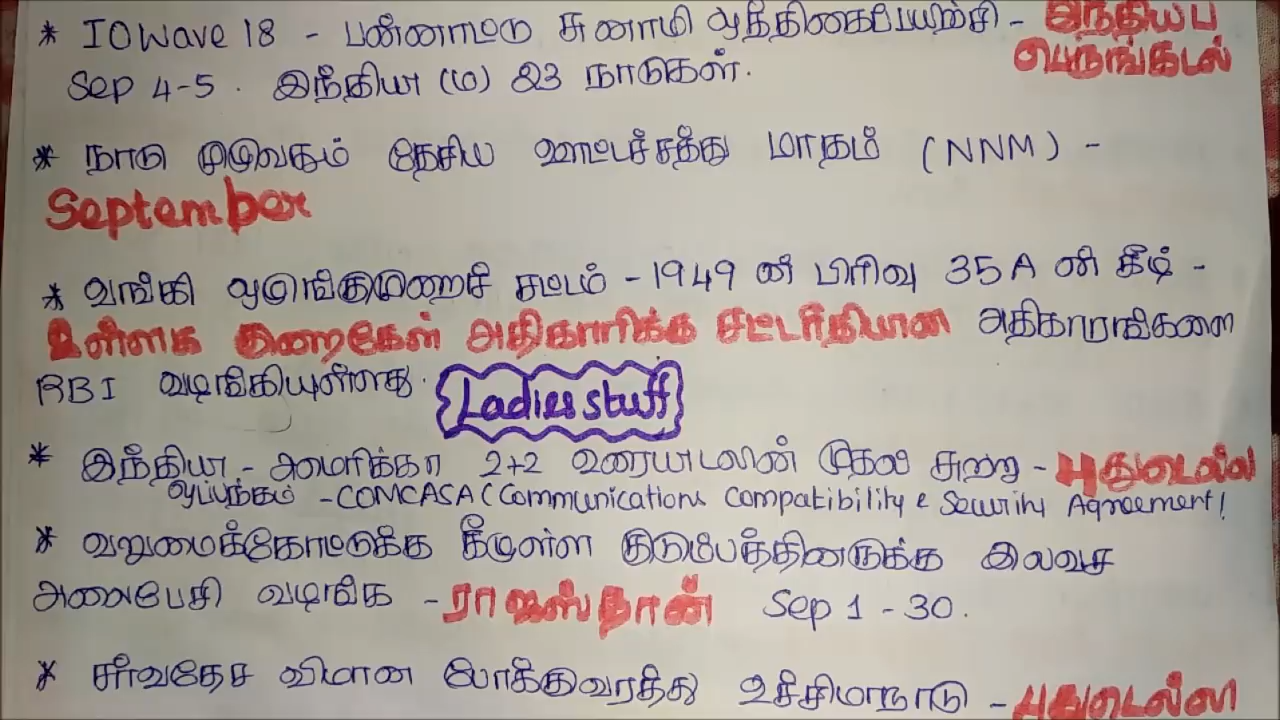 * IOWave 18 - பன்னாட்டு சுனாமி ஒத்திகைப்பயிற்சி - இந்தியப்
பெருங்கடல்
Sep 4-5. இந்தியா (ம) 23 நாடுகள்.
* நாடு முழுவதும் தேசிய ஊட்டச்சத்து மாதம் (NNM) -
September
* வங்கி ஒழுங்குமுறைச் சட்டம் - 1949 ன் பிரிவு 35A ன் கீழ் -
உள்ளக குறைகேள் அதிகாரிக்கு சட்டரீதியான அதிகாரங்களை
RBI வழங்கியுள்ளது.
Ladies stuff
* இந்தியா - அமெரிக்கா 2+2 உரையாடலின் முதல் சுற்று - புதுடெல்லி
ஒப்பந்தம் - COMCASA (Communications Compatibility & Security Agreement)
* வறுமைக்கோட்டுக்கு கீழுள்ள குடும்பத்தினருக்கு இலவச
அலைபேசி வழங்க - ராஜஸ்தான் Sep 1 - 30.
* சர்வதேச விமான போக்குவரத்து உச்சிமாநாடு - புதுடெல்லி